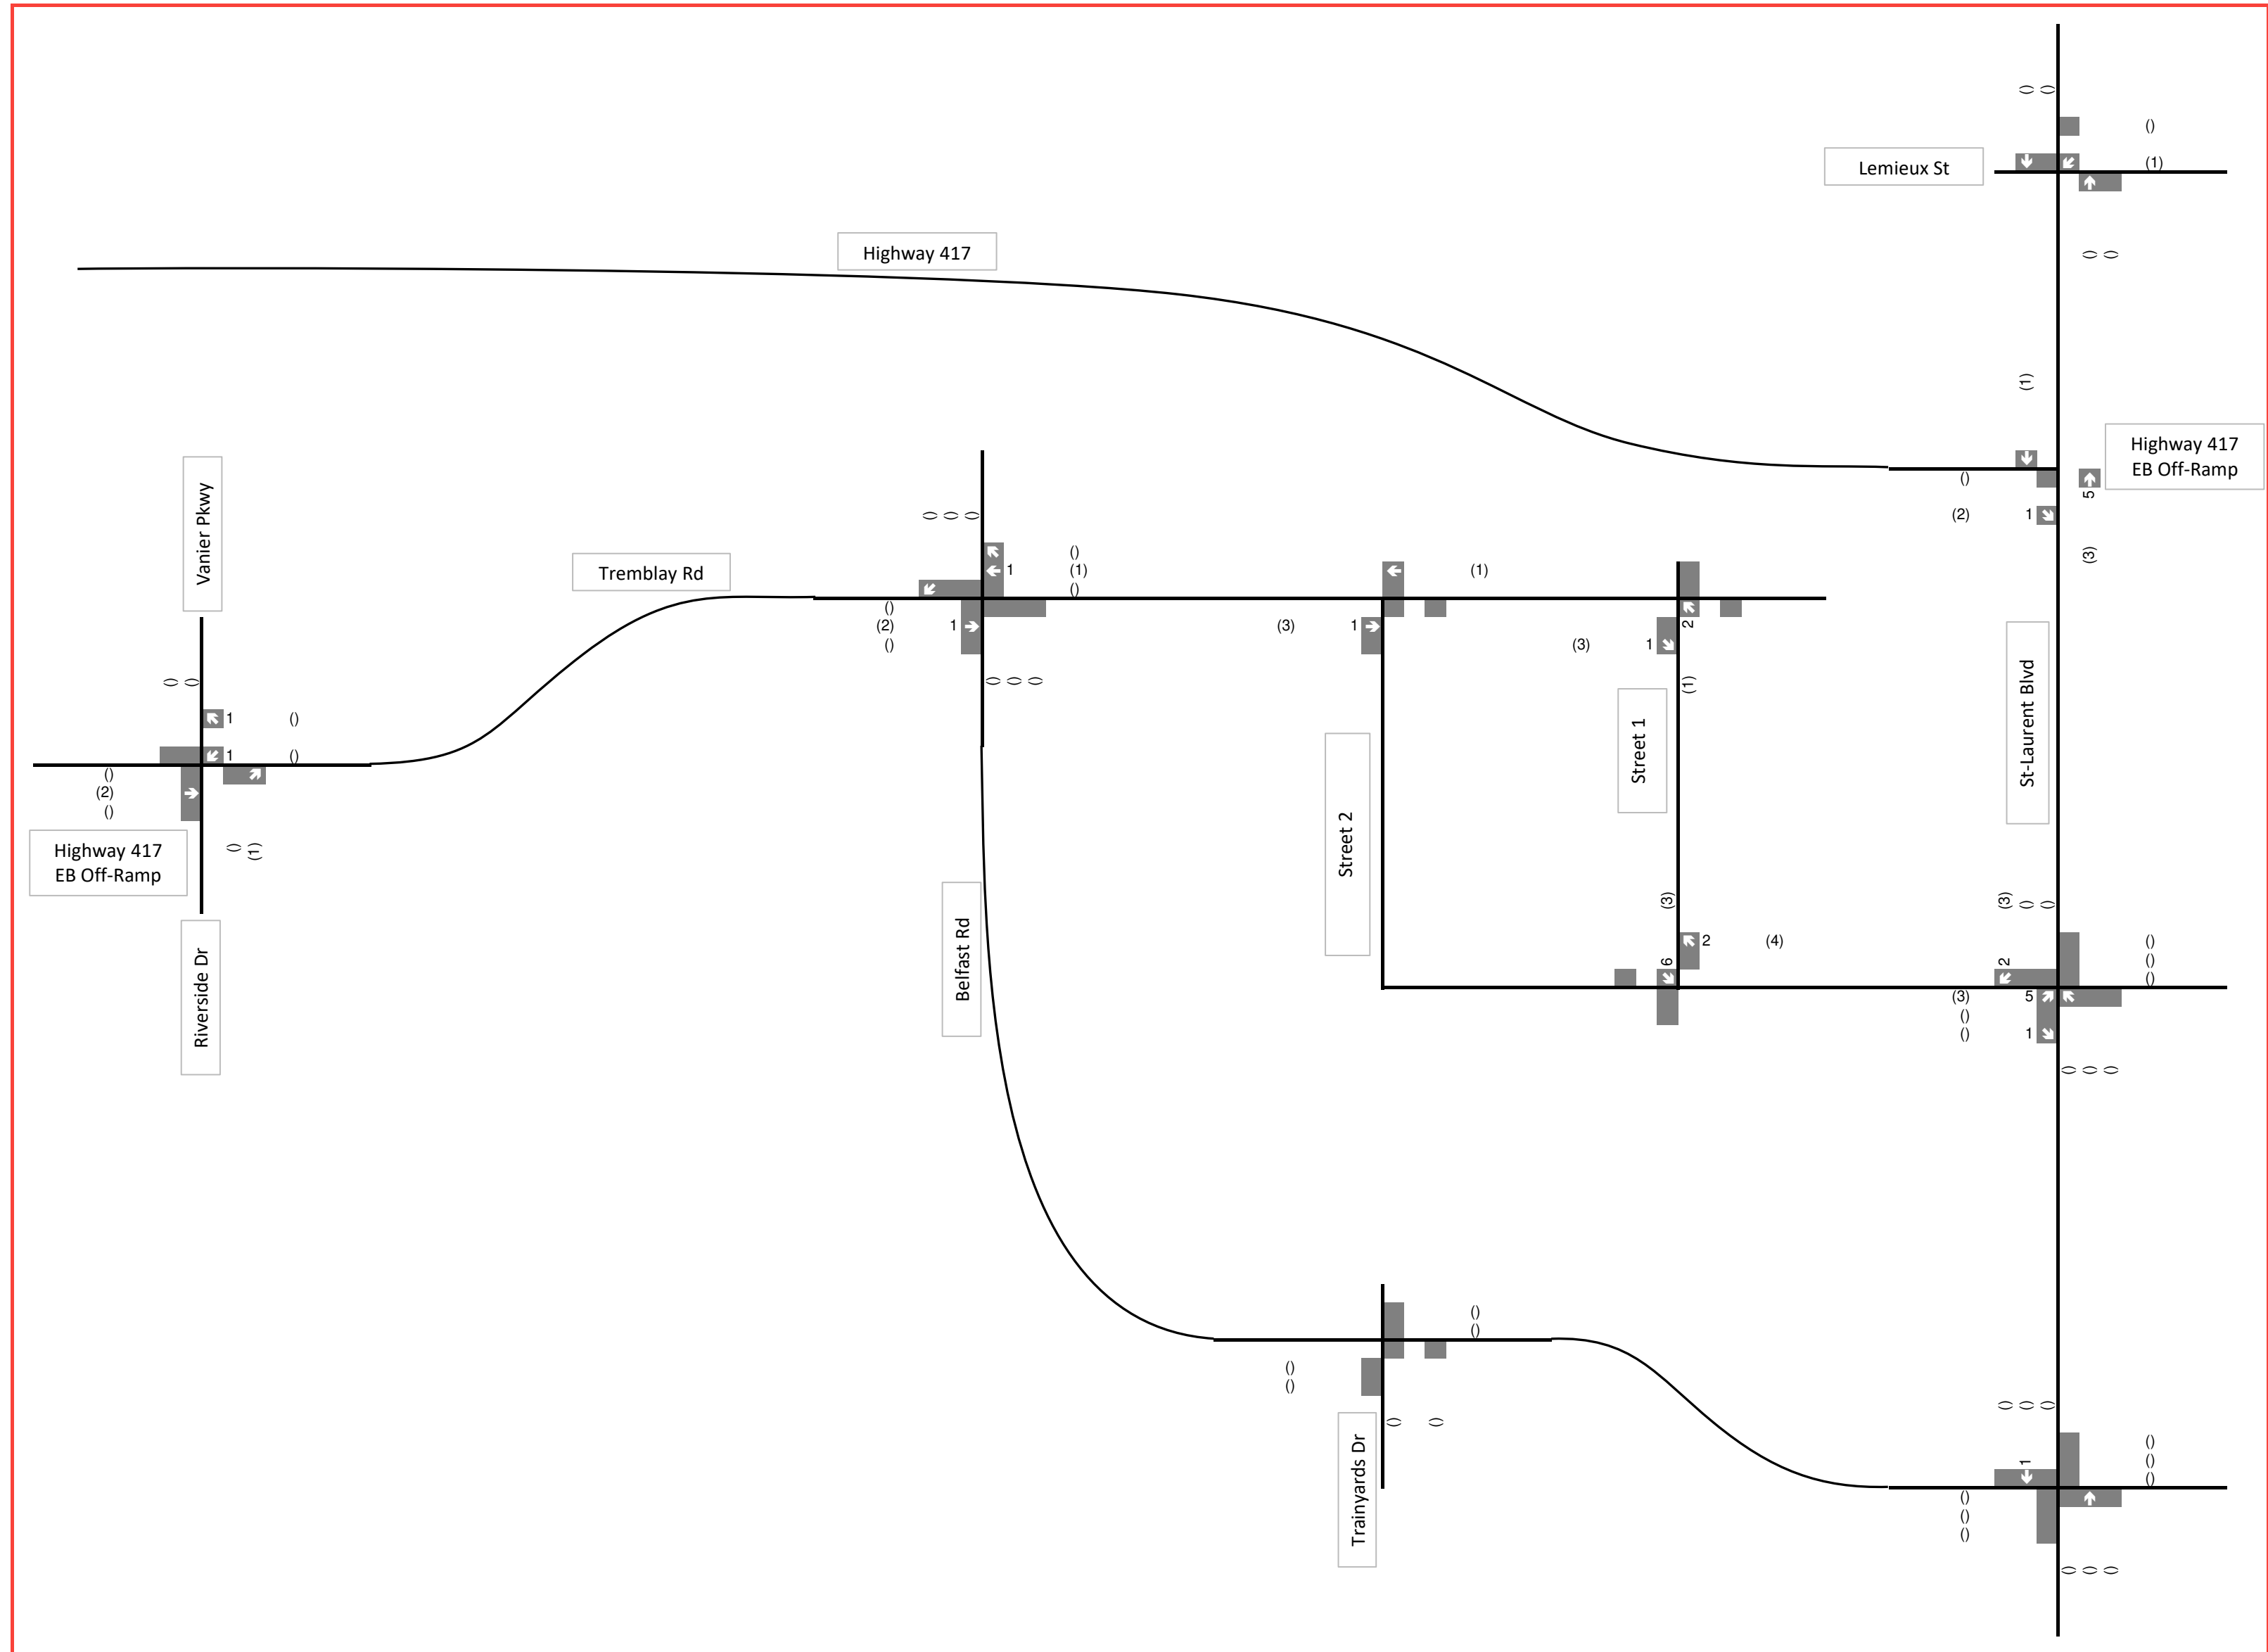 () ()
()
Lemieux St
(1)
Highway 417
() ()
(1)
Highway 417
EB Off-Ramp
()
5
(2) 1
(3)
Vanier Pkwy
() () ()
Tremblay Rd
()
1 (1)
()
()
(2) 1
()
() () ()
(1)
(3) 1
2
(3) 1
(1)
Street 1
St-Laurent Blvd
() ()
1 ()
1 ()
()
(2)
()
Highway 417
EB Off-Ramp
() (1)
Riverside Dr
Belfast Rd
Street 2
(3)
2 (4)
6
(3) () ()
2
()
()
()
(3) 5
()
() 1
() () ()
()
()
()
()
() ()
Trainyards Dr
() () ()
1
()
()
()
()
()
()
() () ()